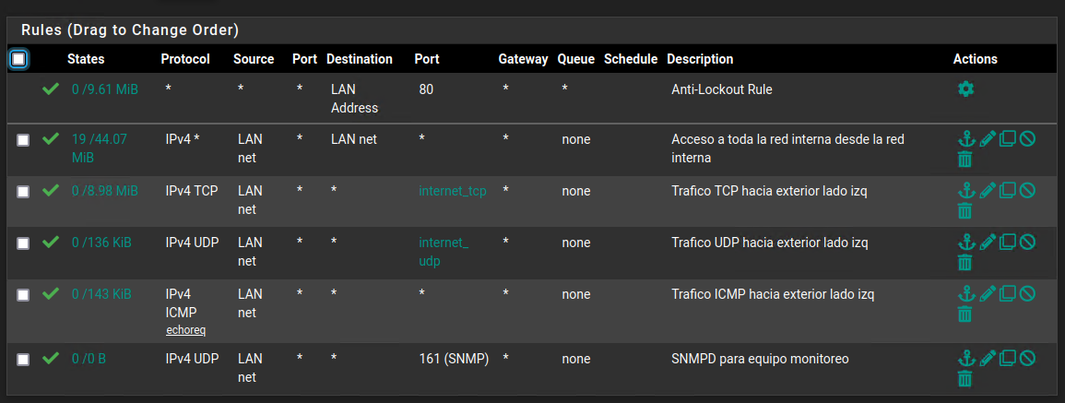 Rules (Drag to Change Order)
States Protocol Source Port Destination Port Gateway Queue Schedule Description Actions
0 /9.61 MiB * * * LAN Address 80 * * Anti-Lockout Rule
19 /44.07 MiB IPv4 * LAN net * LAN net * * none Acceso a toda la red interna desde la red interna
0 /8.98 MiB IPv4 TCP LAN net * * internet_tcp * none Trafico TCP hacia exterior lado izq
0 /136 KiB IPv4 UDP LAN net * * internet_udp * none Trafico UDP hacia exterior lado izq
0 /143 KiB IPv4 ICMP echoreq LAN net * * * * none Trafico ICMP hacia exterior lado izq
0 /0 B IPv4 UDP LAN net * * 161 (SNMP) * none SNMPD para equipo monitoreo